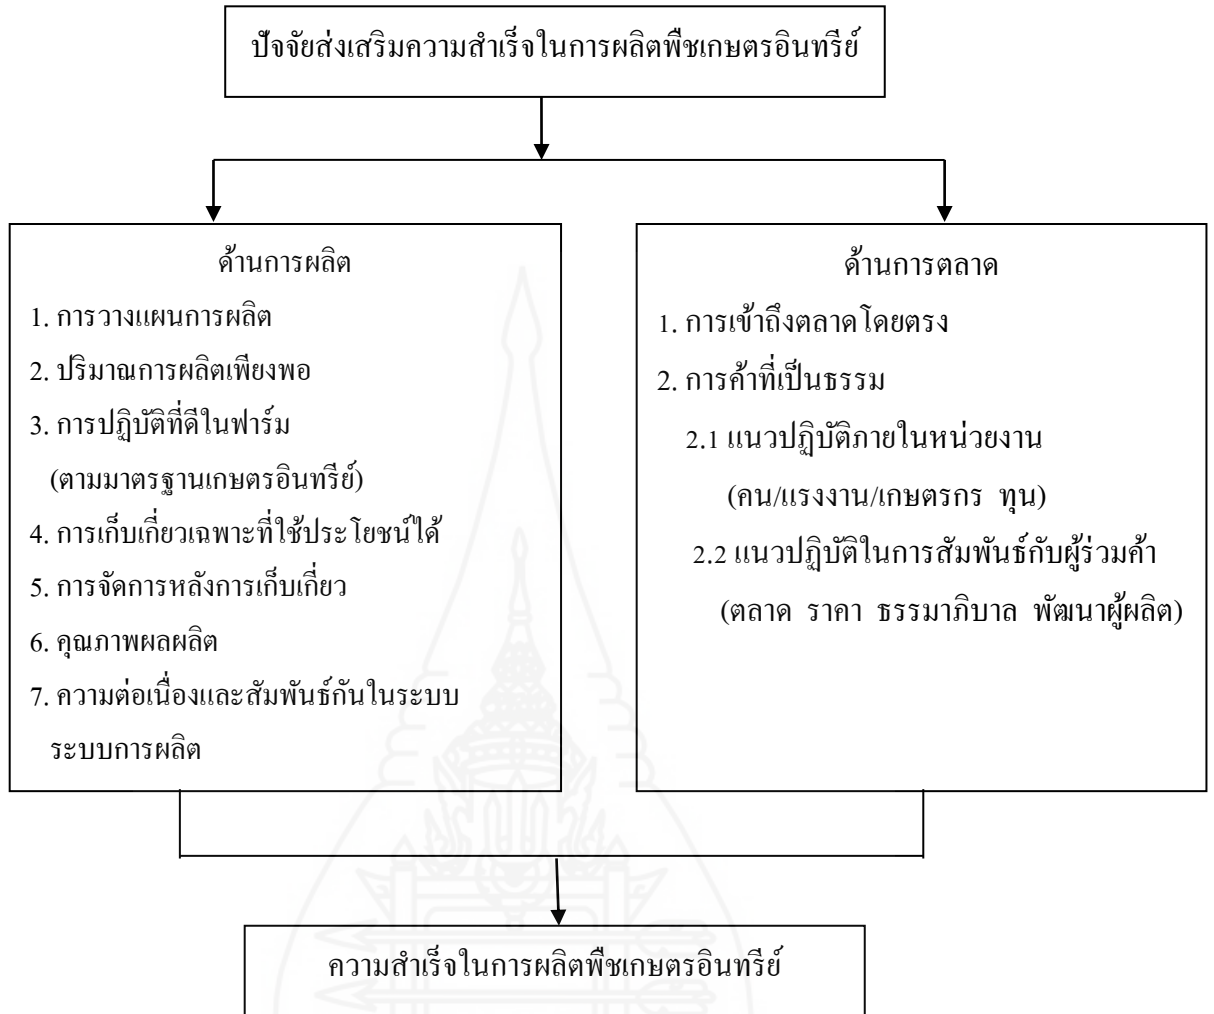 ปัจจัยส่งเสริมความสำเร็จในการผลิตพืชเกษตรอินทรีย์
ด้านการผลิต
1. การวางแผนการผลิต
2. ปริมาณการผลิตเพียงพอ
3. การปฏิบัติที่ดีในฟาร์ม
(ตามมาตรฐานเกษตรอินทรีย์)
4. การเก็บเกี่ยวเฉพาะที่ใช้ประโยชน์ได้
5. การจัดการหลังการเก็บเกี่ยว
6. คุณภาพผลผลิต
7. ความต่อเนื่องและสัมพันธ์กันในระบบ
ระบบการผลิต
ด้านการตลาด
1. การเข้าถึงตลาดโดยตรง
2. การค้าที่เป็นธรรม
2.1 แนวปฏิบัติภายในหน่วยงาน
(คน/แรงงาน/เกษตรกร ทุน)
2.2 แนวปฏิบัติในการสัมพันธ์กับผู้ร่วมค้า
(ตลาด ราคา ธรรมาภิบาล พัฒนาผู้ผลิต)
ความสำเร็จในการผลิตพืชเกษตรอินทรีย์